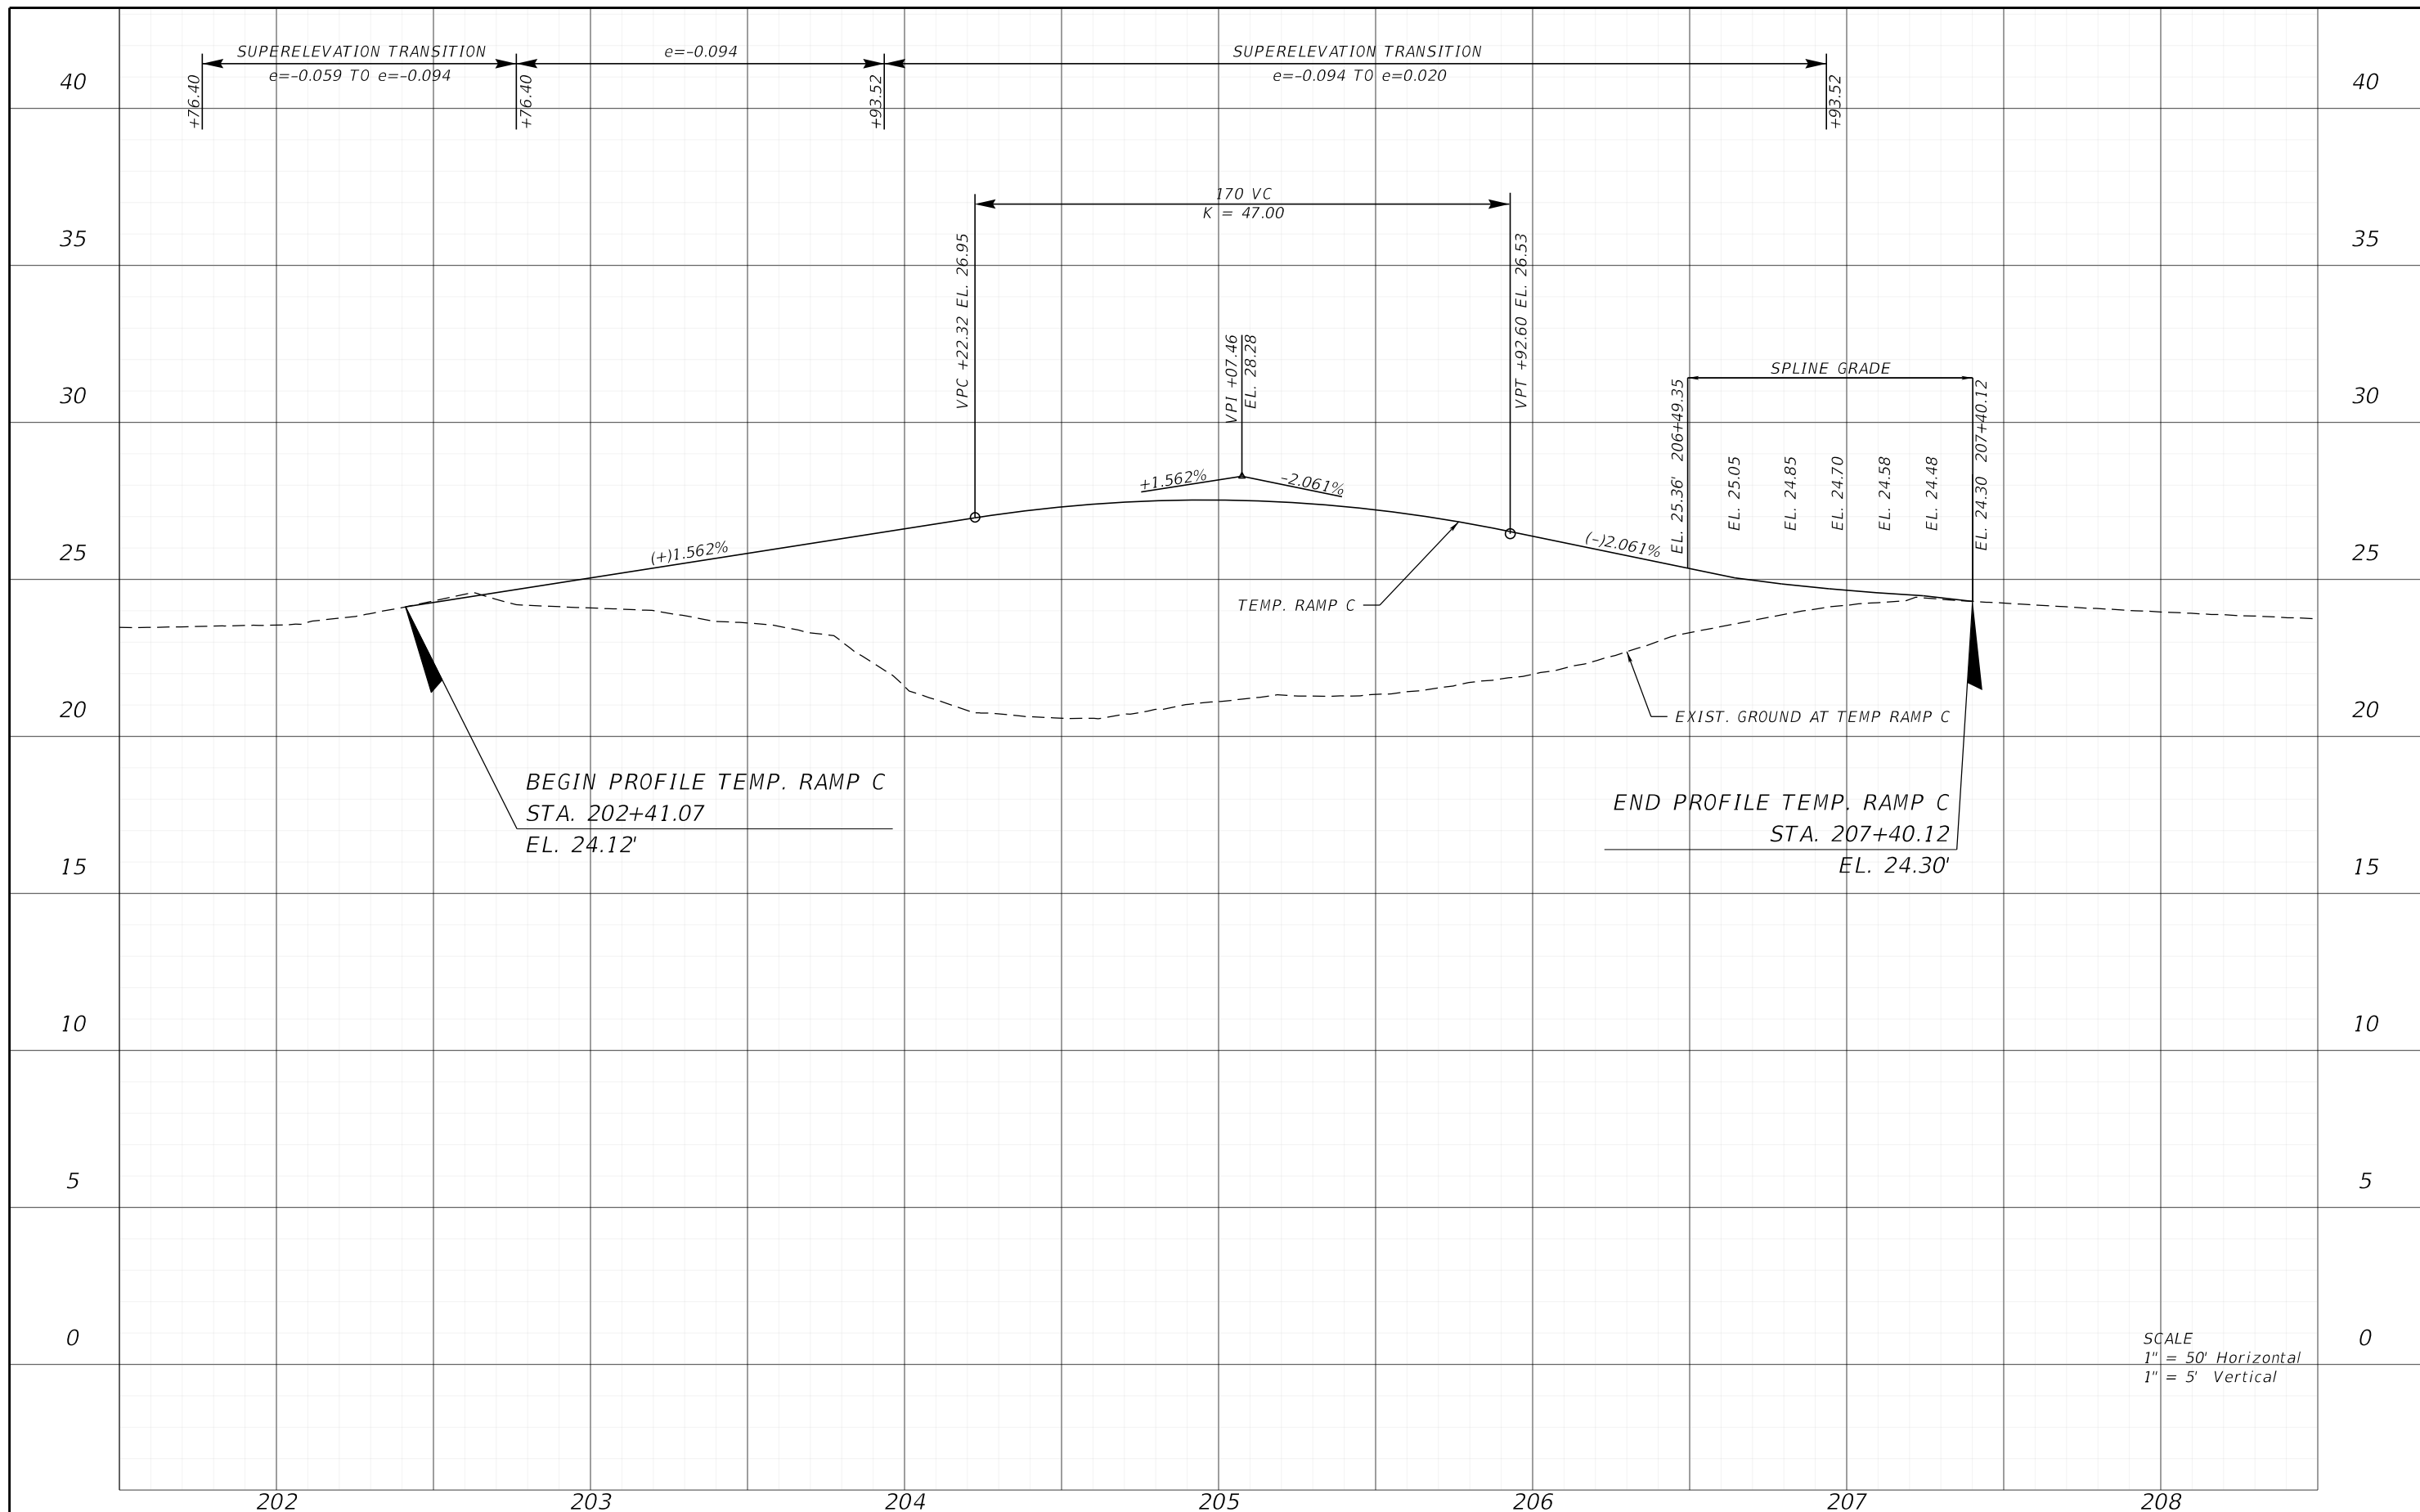 SUPERELEVATION TRANSITION
e=-0.059 TO e=-0.094
e=-0.094
SUPERELEVATION TRANSITION
e=-0.094 TO e=0.020
+76.40
+76.40
+93.52
+93.52
40
40
170 VC
K = 47.00
35
35
VPC +22.32 EL. 26.95
VPT +92.60 EL. 26.53
VPI +07.46
EL. 28.28
SPLINE GRADE
30
30
EL. 25.36' 206+49.35
EL. 25.05
EL. 24.85
EL. 24.70
EL. 24.58
EL. 24.48
EL. 24.30 207+40.12
+1.562%
-2.061%
(+)1.562%
(-)2.061%
25
25
TEMP. RAMP C
20
EXIST. GROUND AT TEMP RAMP C
20
BEGIN PROFILE TEMP. RAMP C
STA. 202+41.07
EL. 24.12'
END PROFILE TEMP. RAMP C
STA. 207+40.12
EL. 24.30'
15
15
10
10
5
5
0
0
SCALE
1" = 50' Horizontal
1" = 5' Vertical
202
203
204
205
206
207
208